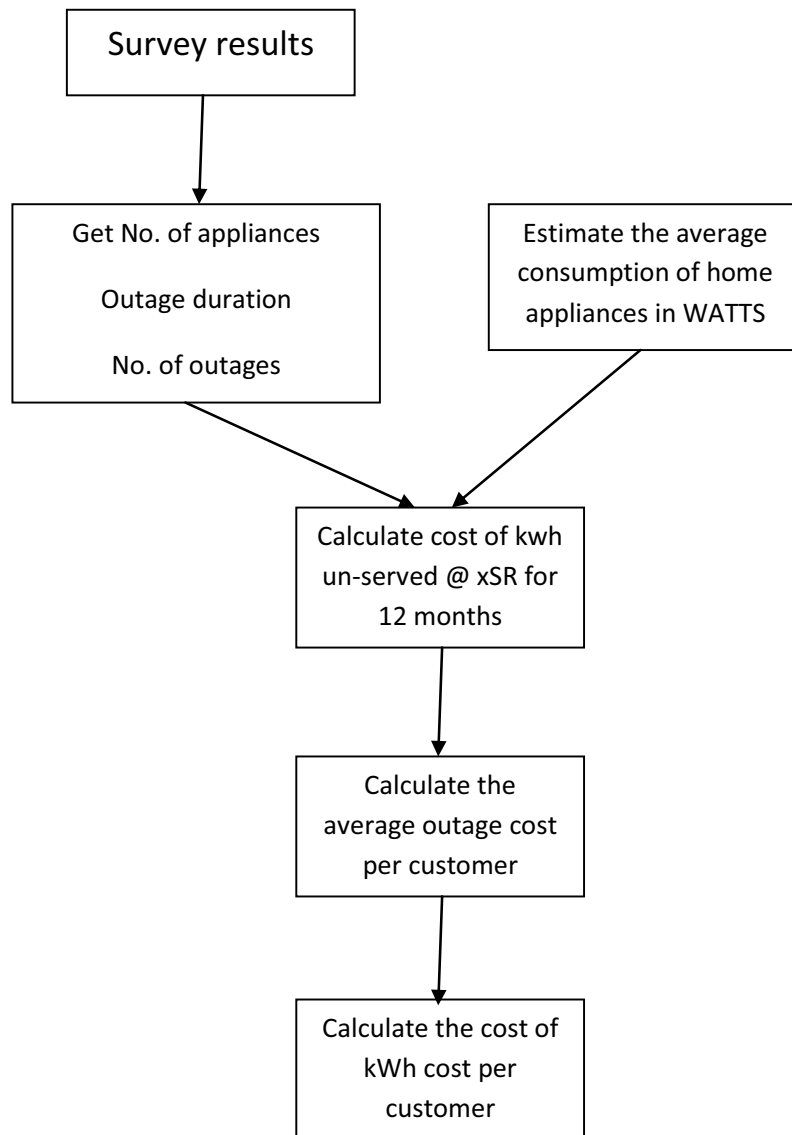 Survey results
Get No. of appliances
Outage duration
No. of outages
Estimate the average
consumption of home
appliances in WATTS
Calculate cost of kwh
un-served @ xSR for
12 months
Calculate the
average outage cost
per customer
Calculate the cost of
kWh cost per
customer